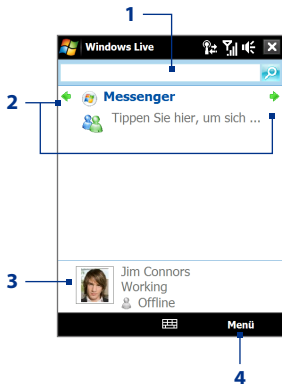 1
Windows Live
2
Messenger
Tippen Sie hier, um sich ...
3
Jim Connors
Working
Offline
Menü
4